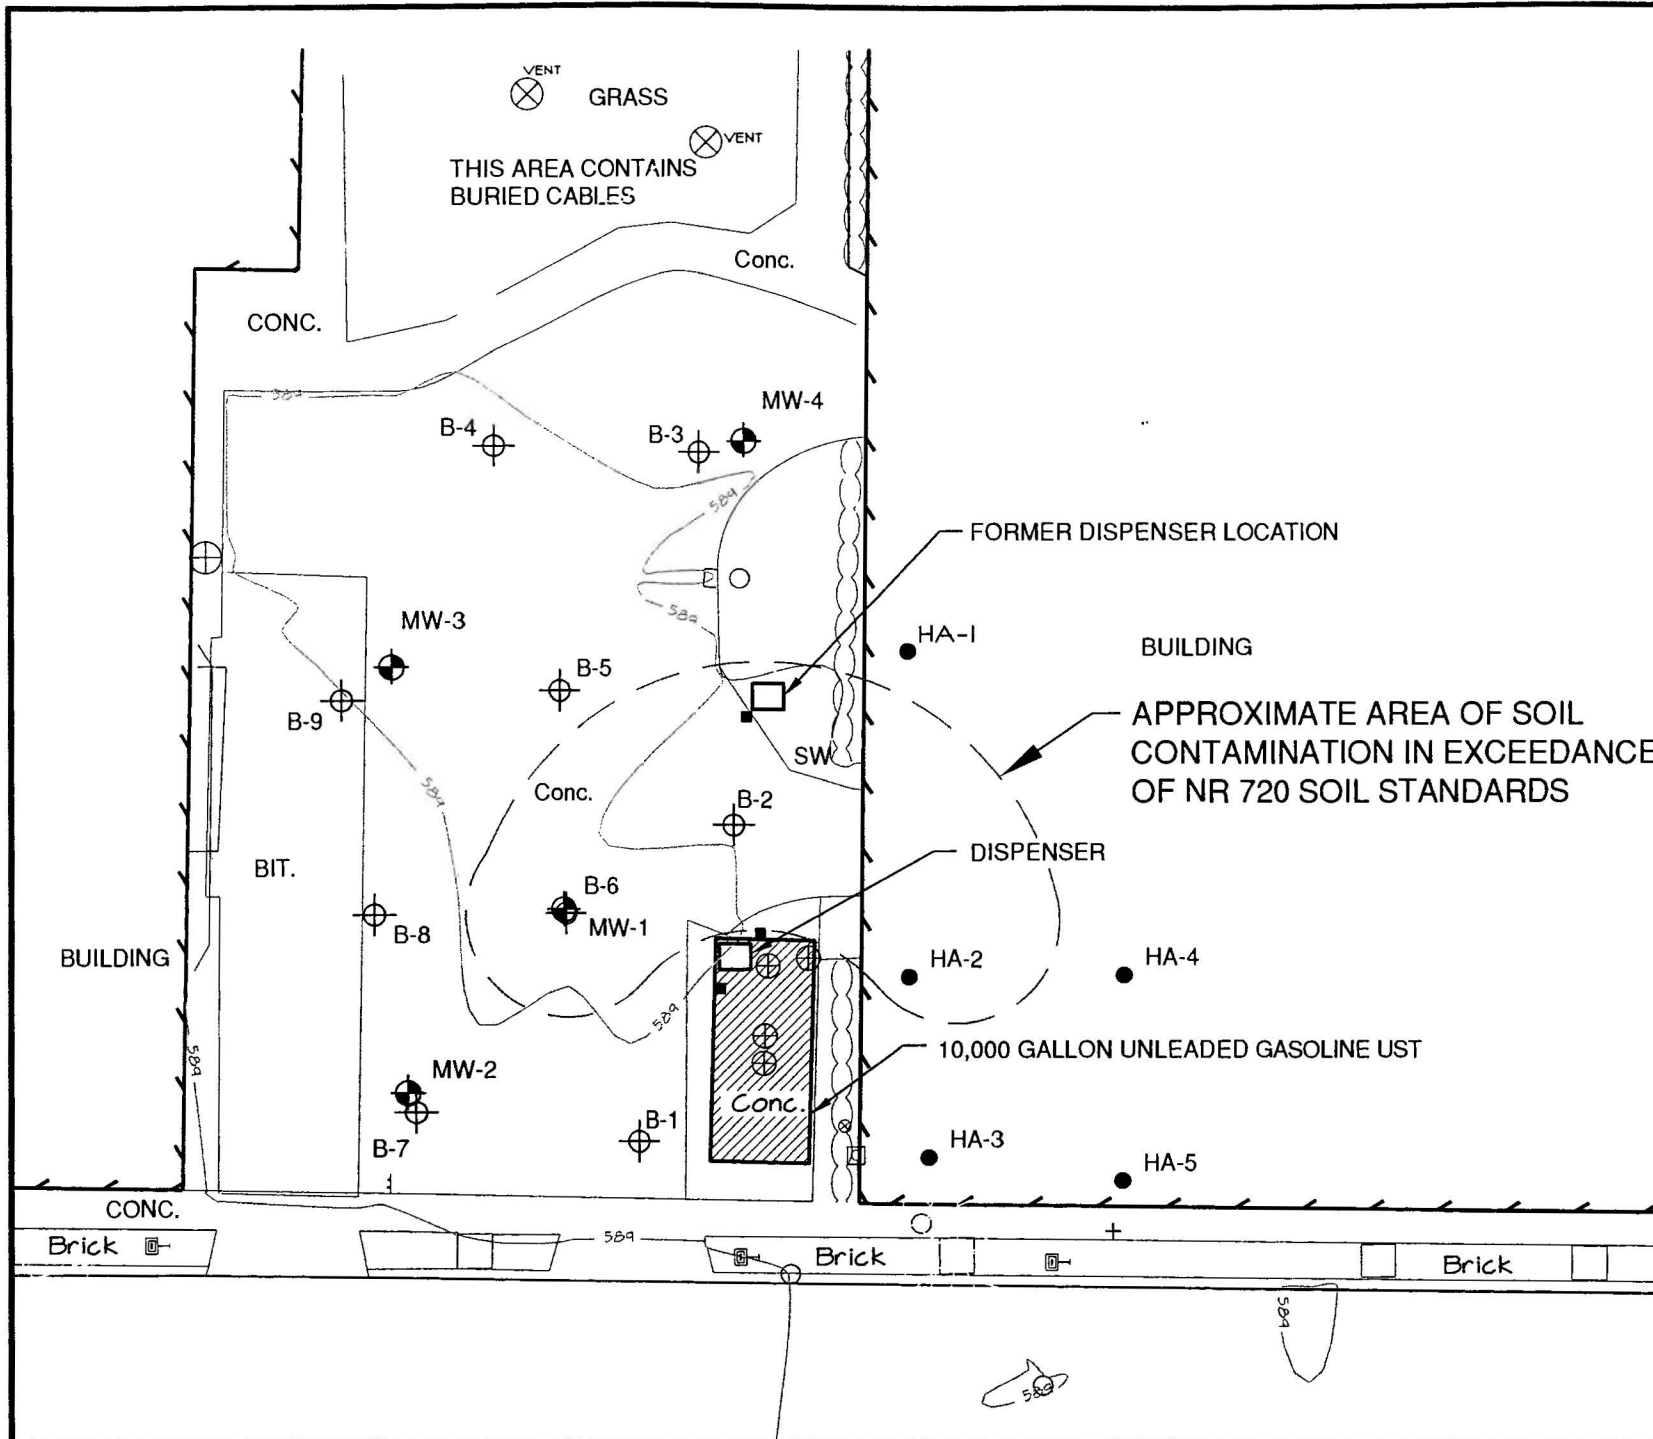 VENT
GRASS
VENT
THIS AREA CONTAINS
BURIED CABLES
Conc.
CONC.
589
MW-4
B-4
B-3
589
FORMER DISPENSER LOCATION
589
MW-3
HA-1
BUILDING
B-5
B-9
APPROXIMATE AREA OF SOIL
CONTAMINATION IN EXCEEDANCE
OF NR 720 SOIL STANDARDS
SW
589
Conc.
B-2
DISPENSER
BIT.
B-6
MW-1
B-8
BUILDING
HA-2
HA-4
589
10,000 GALLON UNLEADED GASOLINE UST
589
MW-2
Conc.
B-1
B-7
HA-3
HA-5
CONC.
589
Brick
Brick
Brick
589
589